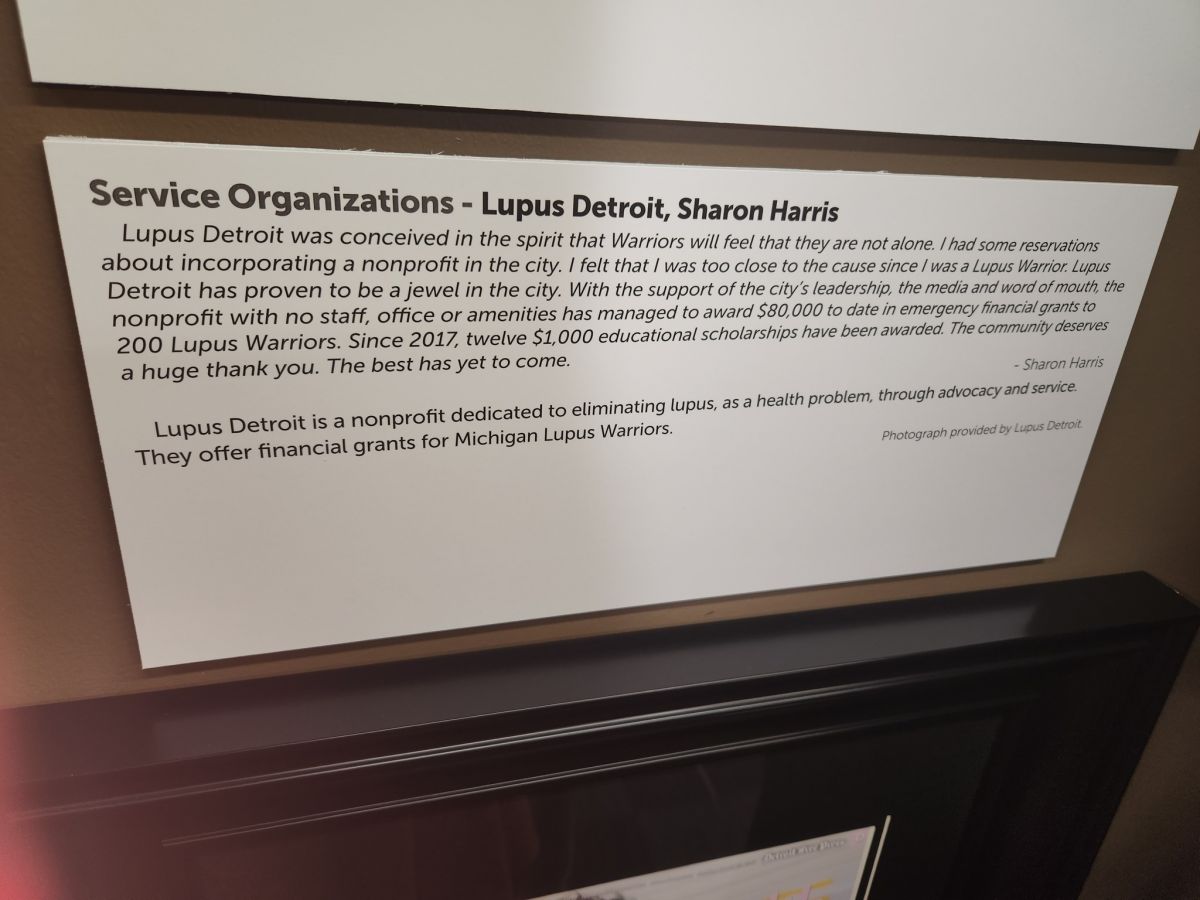 Service Organizations - Lupus Detroit, Sharon Harris
Lupus Detroit was conceived in the spirit that Warriors will feel that they are not alone. I had some reservations
about incorporating a nonprofit in the city. I felt that I was too close to the cause since I was a Lupus Warrior. Lupus
Detroit has proven to be a jewel in the city. With the support of the city's leadership, the media and word of mouth, the
nonprofit with no staff, office or amenities has managed to award $80,000 to date in emergency financial grants to
200 Lupus Warriors. Since 2017, twelve $1,000 educational scholarships have been awarded. The community deserves
a huge thank you. The best has yet to come.
- Sharon Harris
Lupus Detroit is a nonprofit dedicated to eliminating lupus, as a health problem, through advocacy and service.
They offer financial grants for Michigan Lupus Warriors.
Photograph provided by Lupus Detroit.